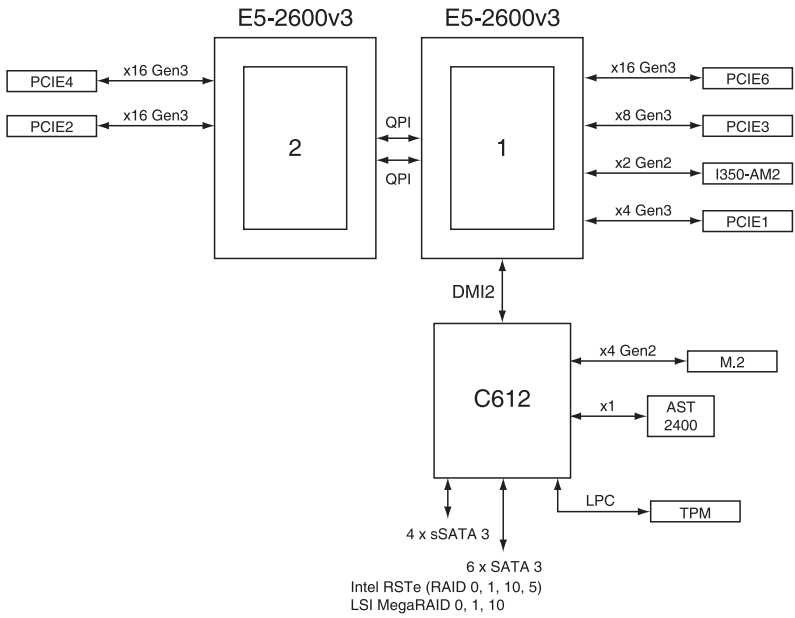 E5-2600v3
E5-2600v3
PCIE4
x16 Gen3
PCIE2
x16 Gen3
2
QPI
QPI
1
x16 Gen3
PCIE6
x8 Gen3
PCIE3
x2 Gen2
I350-AM2
x4 Gen3
PCIE1
DMI2
C612
x4 Gen2
M.2
x1
AST
2400
LPC
TPM
4 x sSATA 3
6 x SATA 3
Intel RSTe (RAID 0, 1, 10, 5)
LSI MegaRAID 0, 1, 10